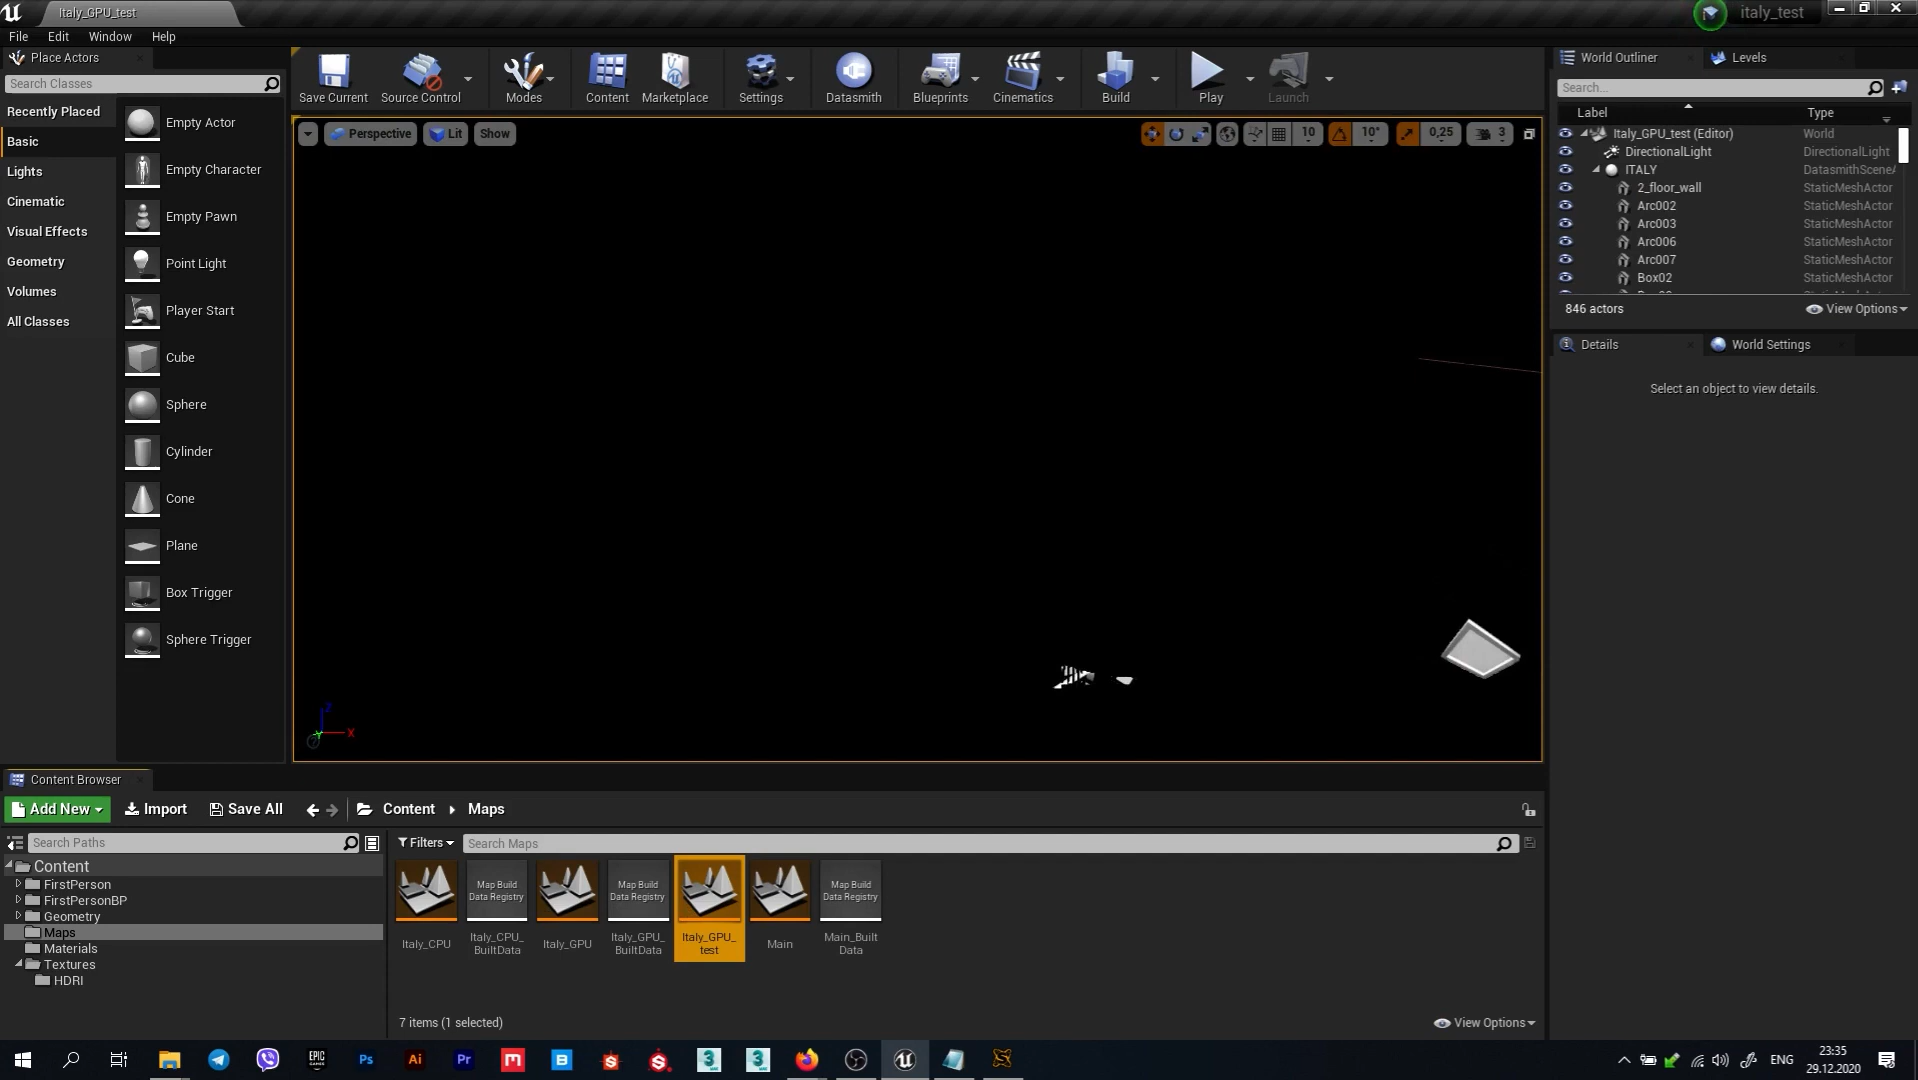 Italy_GPU_test
italy_test
File Edit Window Help
Place Actors
Search Classes
Recently Placed
Basic
Lights
Cinematic
Visual Effects
Geometry
Volumes
All Classes
Empty Actor
Empty Character
Empty Pawn
Point Light
Player Start
Cube
Sphere
Cylinder
Cone
Plane
Box Trigger
Sphere Trigger
Save Current Source Control Modes Content Marketplace Settings Datasmith Blueprints Cinematics Build Play Launch
Perspective Lit Show
10 10° 0,25 3
Z
Y X
World Outliner Levels
Search...
Label Type
Italy_GPU_test (Editor) World
DirectionalLight DirectionalLight
ITALY DatasmithScene
2_floor_wall StaticMeshActor
Arc002 StaticMeshActor
Arc003 StaticMeshActor
Arc006 StaticMeshActor
Arc007 StaticMeshActor
Box02 StaticMeshActor
846 actors View Options
Details World Settings
Select an object to view details.
Content Browser
Add New Import Save All Content Maps
Search Paths
Content
FirstPerson
FirstPersonBP
Geometry
Maps
Materials
Textures
HDRI
Filters Search Maps
Map Build Data Registry
Map Build Data Registry
Map Build Data Registry
Italy_CPU
Italy_CPU_
BuiltData
Italy_GPU
Italy_GPU_
BuiltData
Italy_GPU_
test
Main
Main_Built
Data
7 items (1 selected) View Options
EPIC
GAMES
Ps Ai Pr M B S S 3 3
ENG
23:35
29.12.2020